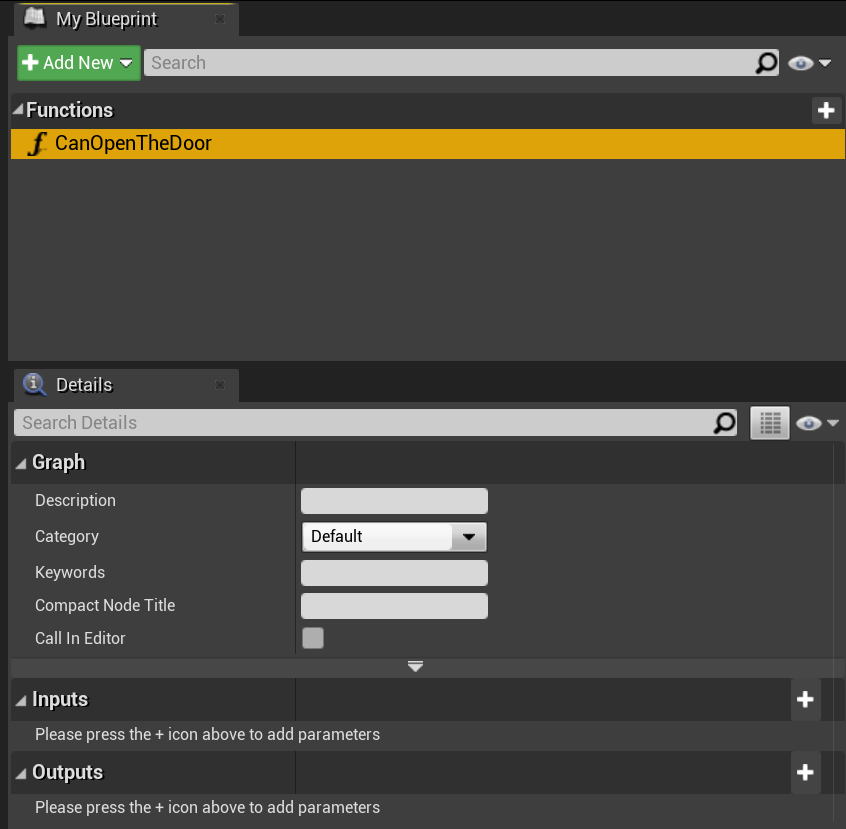 My Blueprint
Add New
Search
Functions
CanOpenTheDoor
Details
Search Details
Graph
Description
Category Default
Keywords
Compact Node Title
Call In Editor
Inputs
Please press the + icon above to add parameters
Outputs
Please press the + icon above to add parameters